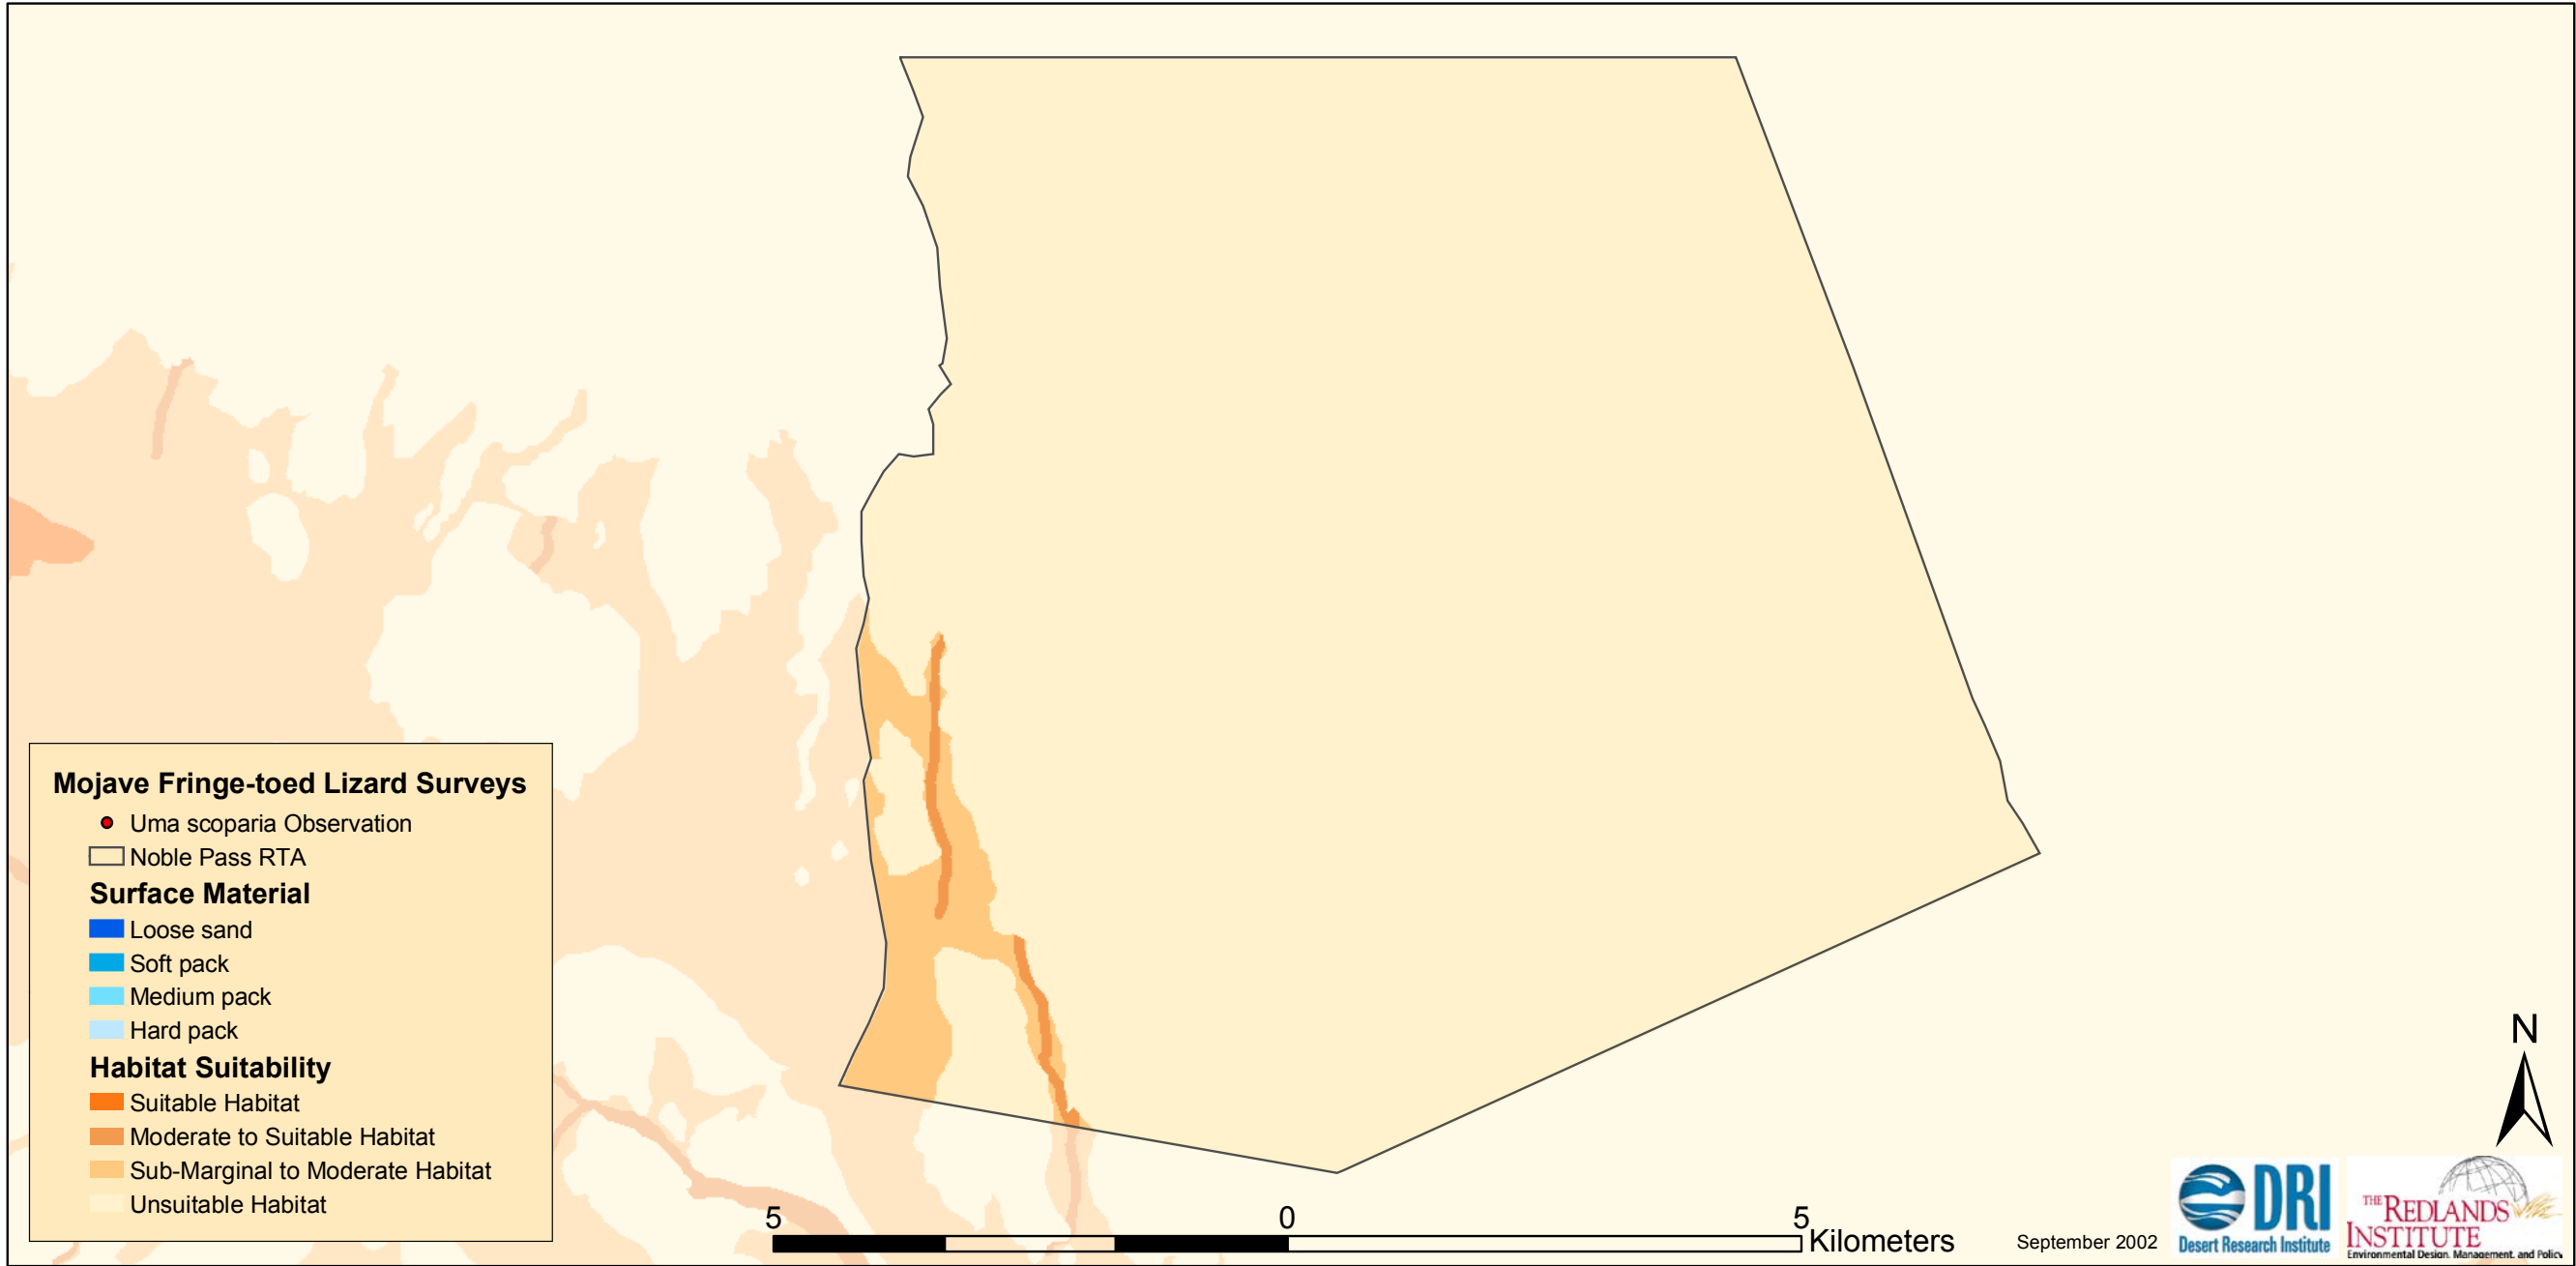 Mojave Fringe-toed Lizard Surveys
Uma scoparia Observation
Noble Pass RTA
Surface Material
Loose sand
Soft pack
Medium pack
Hard pack
Habitat Suitability
Suitable Habitat
Moderate to Suitable Habitat
Sub-Marginal to Moderate Habitat
Unsuitable Habitat
5 0 5
Kilometers
September 2002
N
DRI
Desert Research Institute
THE REDLANDS
INSTITUTE
Environmental Design, Management, and Policy